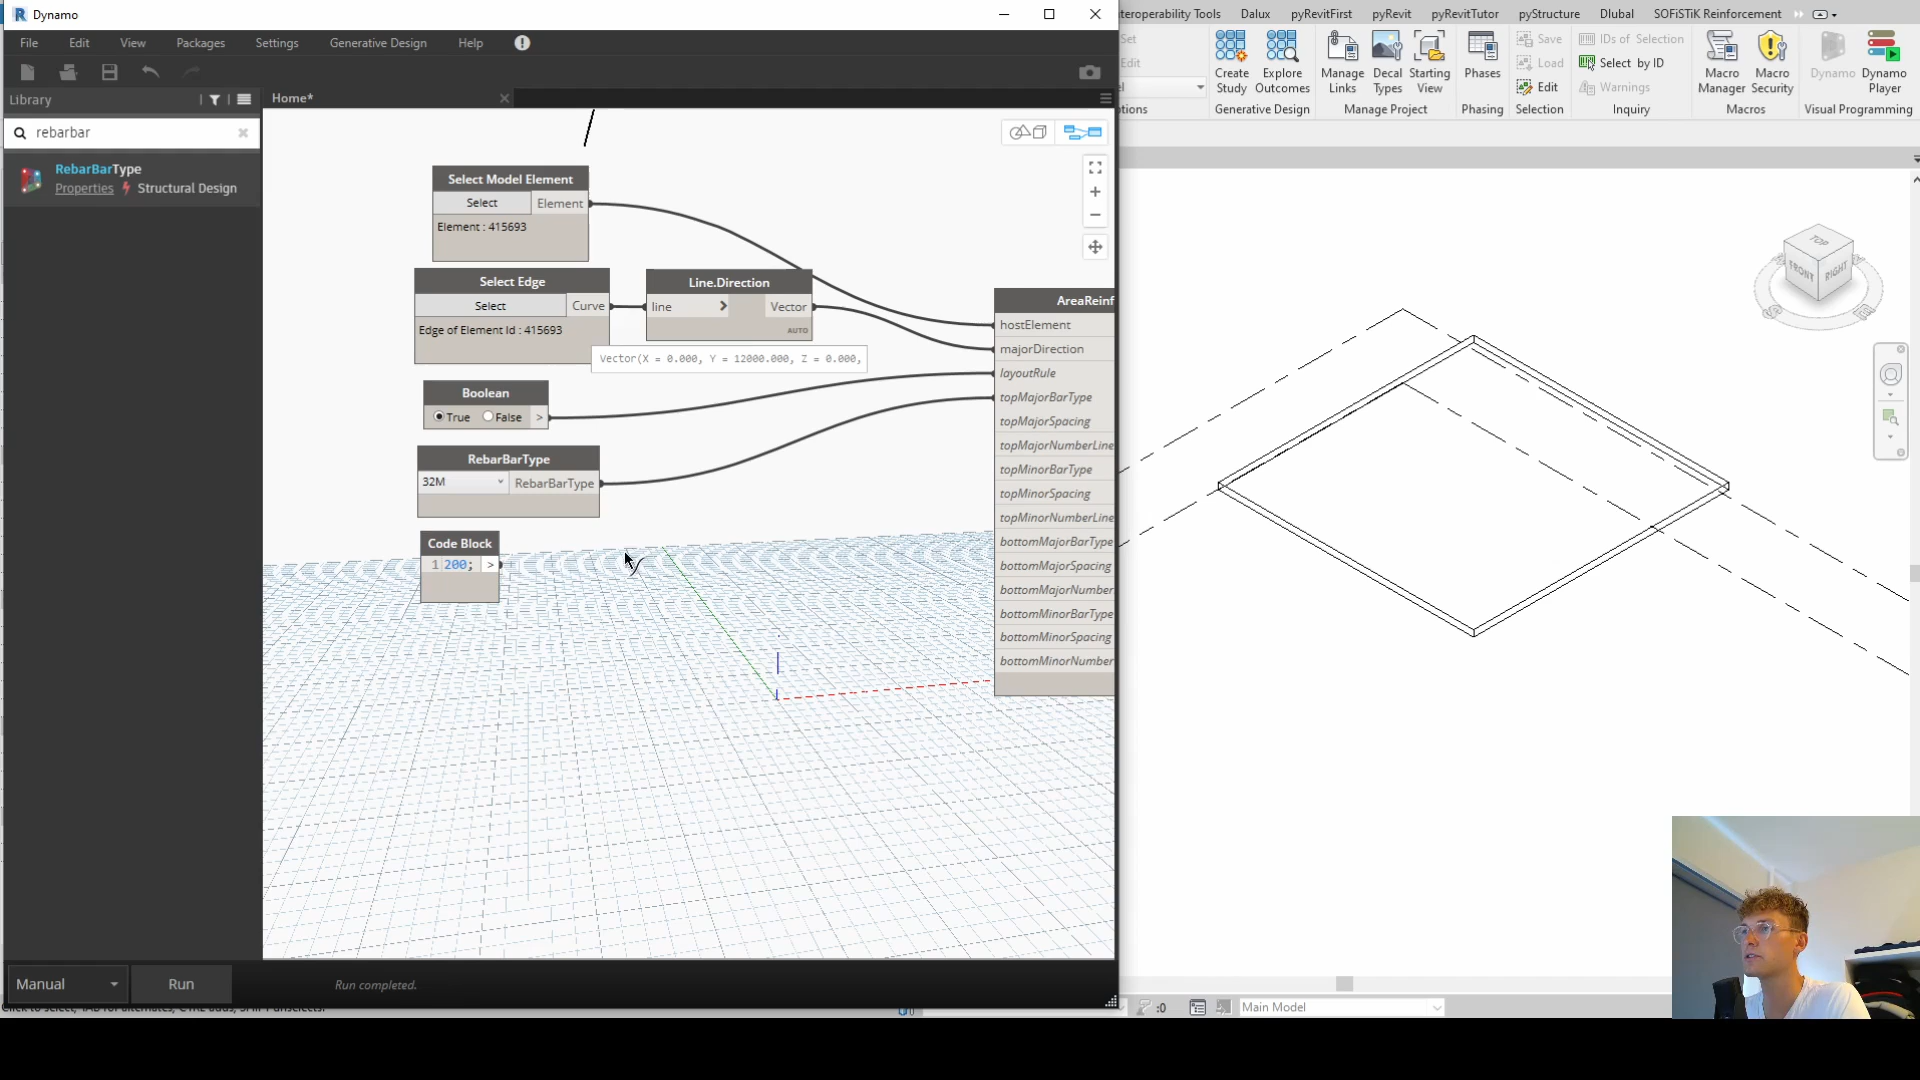 Dynamo
File Edit View Packages Settings Generative Design Help
Library
Home*
rebarbar
RebarBarType
Properties Structural Design
Select Model Element
Select Element
Element : 415693
Select Edge
Select Curve
Edge of Element Id : 415693
Line.Direction
line > Vector
AUTO
Vector(X = 0.000, Y = 12000.000, Z = 0.000,
Boolean
True False >
RebarBarType
32M RebarBarType
Code Block
1 200; >
AreaReinf
hostElement
majorDirection
layoutRule
topMajorBarType
topMajorSpacing
topMajorNumberLine
topMinorBarType
topMinorSpacing
topMinorNumberLine
bottomMajorBarType
bottomMajorSpacing
bottomMajorNumber
bottomMinorBarType
bottomMinorSpacing
bottomMinorNumber
Manual Run Run completed.
nteroperability Tools Dalux pyRevitFirst pyRevit pyRevitTutor pyStructure Dlubal SOFiSTiK Reinforcement
Set
Edit
Create Study
Explore Outcomes
Generative Design
Manage Links
Decal Types
Starting View
Manage Project
Phases
Phasing
Save
Load
Edit
Selection
IDs of Selection
Select by ID
Warnings
Inquiry
Macro Manager
Macro Security
Macros
Dynamo
Dynamo Player
Visual Programming
TOP
FRONT
RIGHT
:0
Main Model